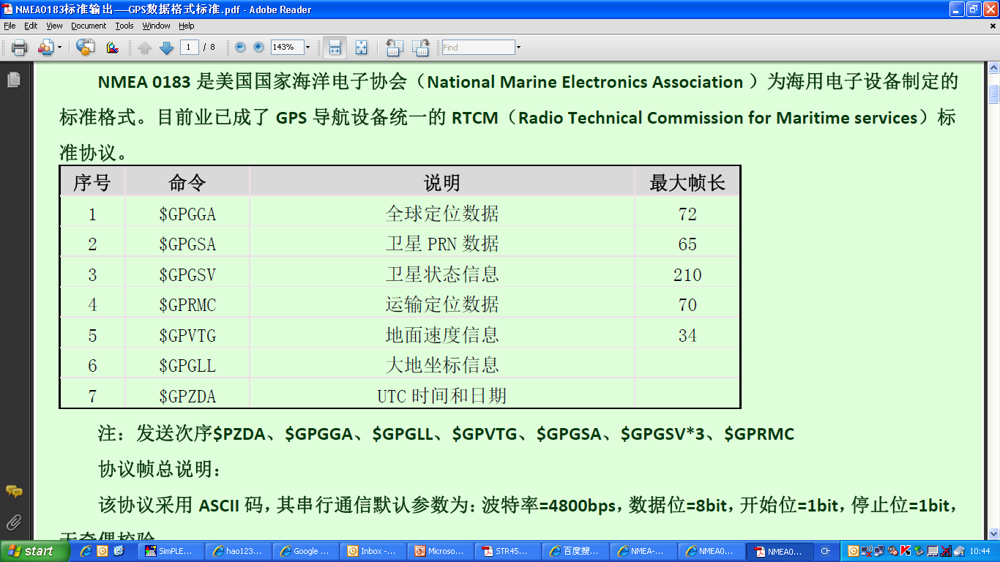 NMEA0183标准输出──GPS数据格式标准.pdf - Adobe Reader
File Edit View Document Tools Window Help
1 / 8 143% Find
NMEA 0183 是美国国家海洋电子协会（National Marine Electronics Association ）为海用电子设备制定的
标准格式。目前业已成了 GPS 导航设备统一的 RTCM（Radio Technical Commission for Maritime services）标
准协议。
序号 命令 说明 最大帧长
1 $GPGGA 全球定位数据 72
2 $GPGSA 卫星 PRN 数据 65
3 $GPGSV 卫星状态信息 210
4 $GPRMC 运输定位数据 70
5 $GPVTG 地面速度信息 34
6 $GPGLL 大地坐标信息
7 $GPZDA UTC 时间和日期
注：发送次序$PZDA、$GPGGA、$GPGLL、$GPVTG、$GPGSA、$GPGSV*3、$GPRMC
协议帧总说明：
该协议采用 ASCII 码，其串行通信默认参数为：波特率=4800bps，数据位=8bit，开始位=1bit，停止位=1bit，
无奇偶校验
start SiMPLE... hao123... Google ... Inbox -... Microso... STR45... 百度搜... NMEA-... NMEA0... NMEA0... CH 10:44